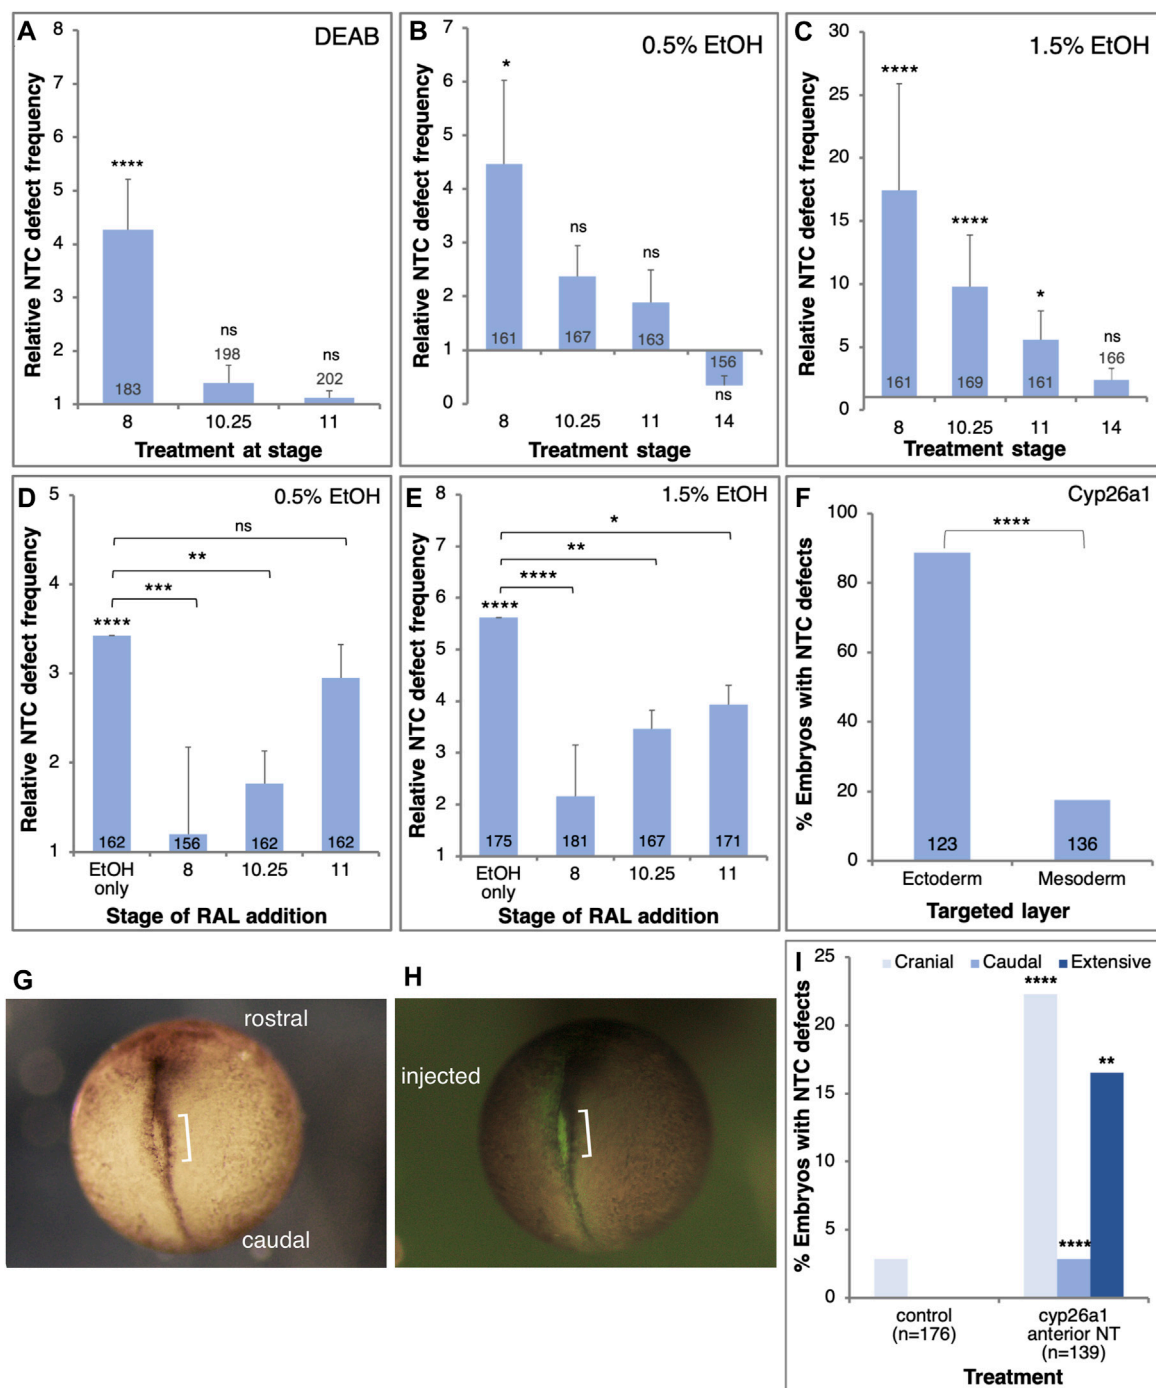 A
DEAB
8
7
6
5
4
3
2
1
Relative NTC defect frequency
****
ns
ns
183
198
202
8 10.25 11
Treatment at stage
B
0.5% EtOH
7
6
5
4
3
2
1
0
Relative NTC defect frequency
*
ns
ns
ns
161
167
163
156
8 10.25 11 14
Treatment stage
C
1.5% EtOH
30
25
20
15
10
5
0
Relative NTC defect frequency
****
****
*
ns
161
169
161
166
8 10.25 11 14
Treatment stage
D
0.5% EtOH
5
4
3
2
1
Relative NTC defect frequency
ns
**
***
****
162
156
162
162
EtOH 8 10.25 11
only
Stage of RAL addition
E
1.5% EtOH
8
7
6
5
4
3
2
1
Relative NTC defect frequency
*
**
****
****
175
181
167
171
EtOH 8 10.25 11
only
Stage of RAL addition
F
Cyp26a1
100
80
60
40
20
0
% Embryos with NTC defects
****
123
136
Ectoderm Mesoderm
Targeted layer
G
rostral
caudal
H
injected
I
Cranial Caudal Extensive
25
20
15
10
5
0
% Embryos with NTC defects
****
****
**
control
(n=176)
cyp26a1
anterior NT
(n=139)
Treatment